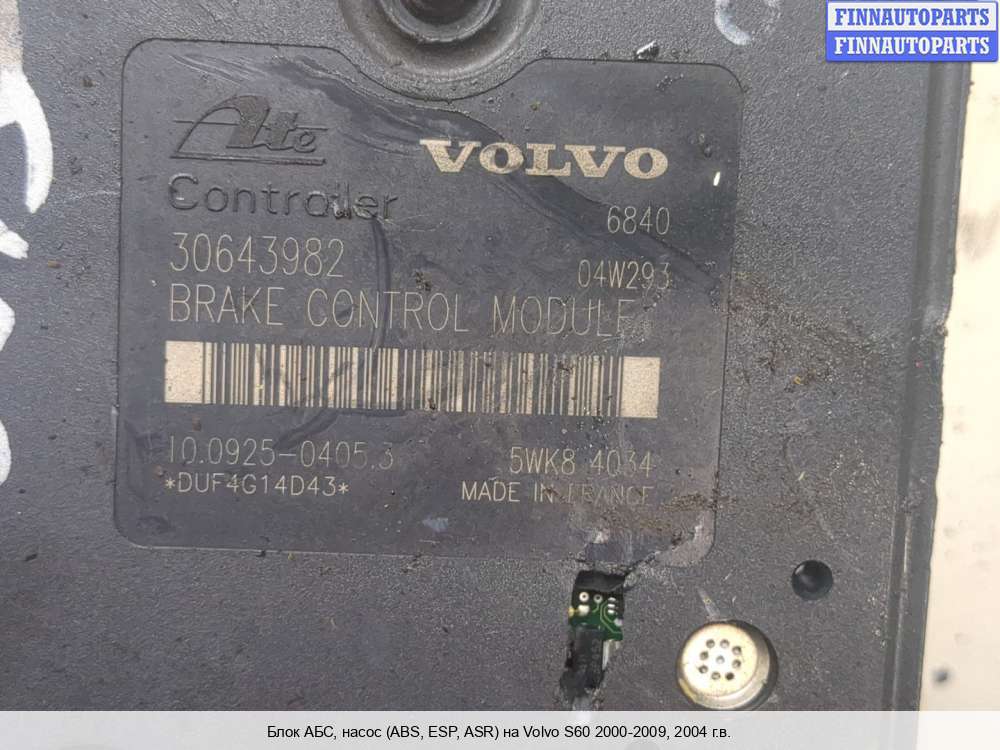 FINNAUTOPARTS
FINNAUTOPARTS
Ate
VOLVO
Controller
6840
30643982
04W293
BRAKE CONTROL MODULE
10.0925-0405.3
5WK8 4034
*DUF4G14D43*
MADE IN FRANCE
Блок АБС, насос (ABS, ESP, ASR) на Volvo S60 2000-2009, 2004 г.в.